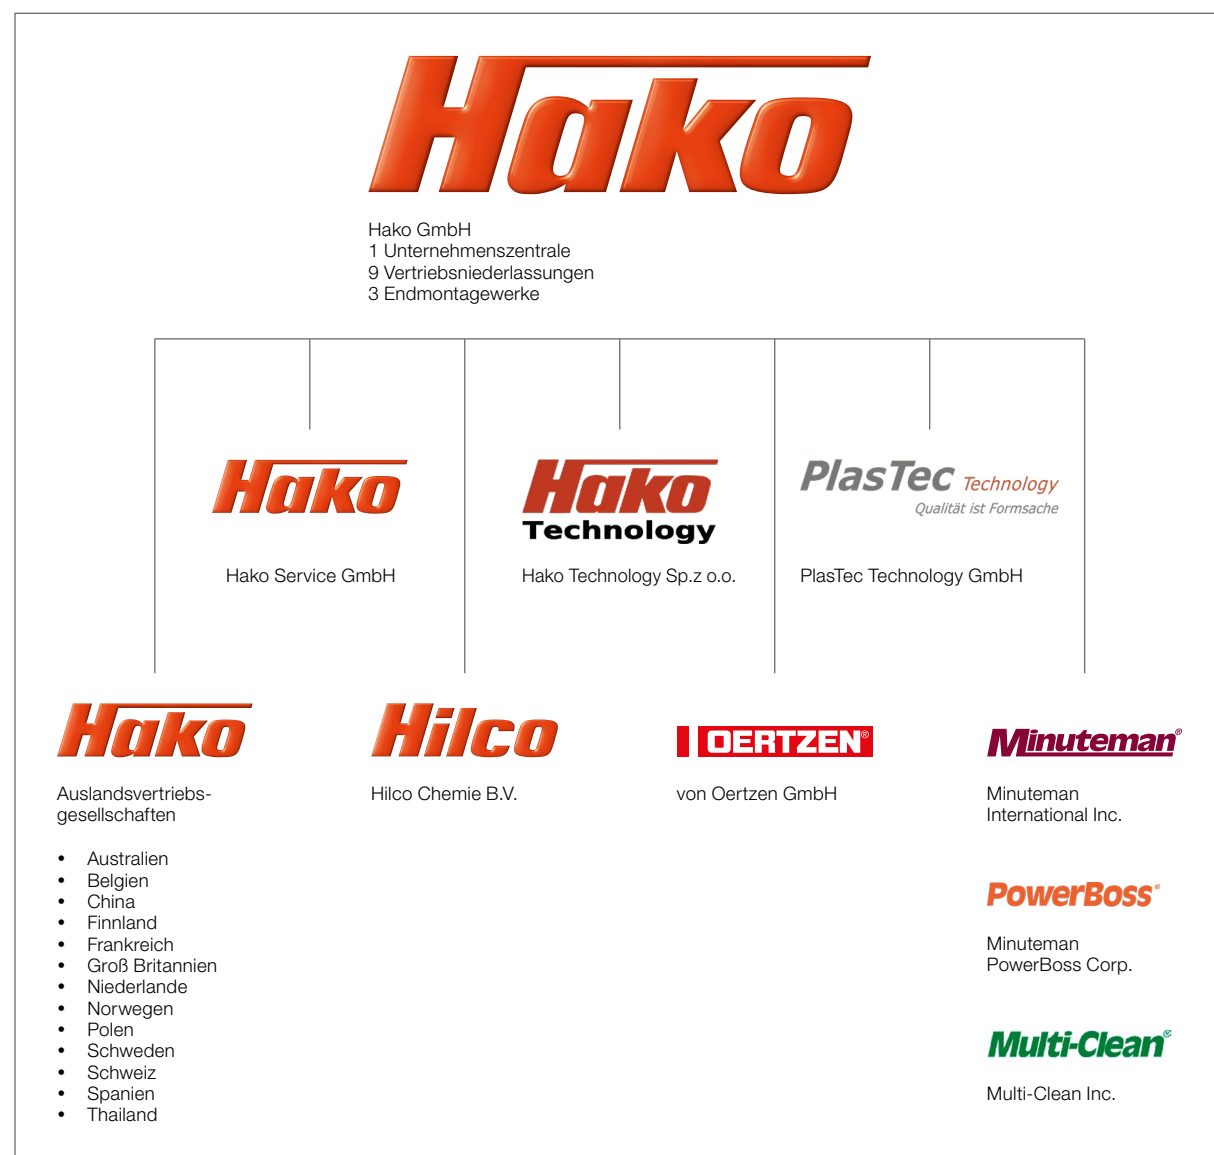 Hako
Hako GmbH
1 Unternehmenszentrale
9 Vertriebsniederlassungen
3 Endmontagewerke
Hako
Hako Service GmbH
Hako
Technology
Hako Technology Sp.z o.o.
PlasTec Technology
Qualität ist Formsache
PlasTec Technology GmbH
Hako
Auslandsvertriebs-
gesellschaften
• Australien
• Belgien
• China
• Finnland
• Frankreich
• Groß Britannien
• Niederlande
• Norwegen
• Polen
• Schweden
• Schweiz
• Spanien
• Thailand
Hilco
Hilco Chemie B.V.
OERTZEN®
von Oertzen GmbH
Minuteman®
Minuteman
International Inc.
PowerBoss®
Minuteman
PowerBoss Corp.
Multi-Clean®
Multi-Clean Inc.